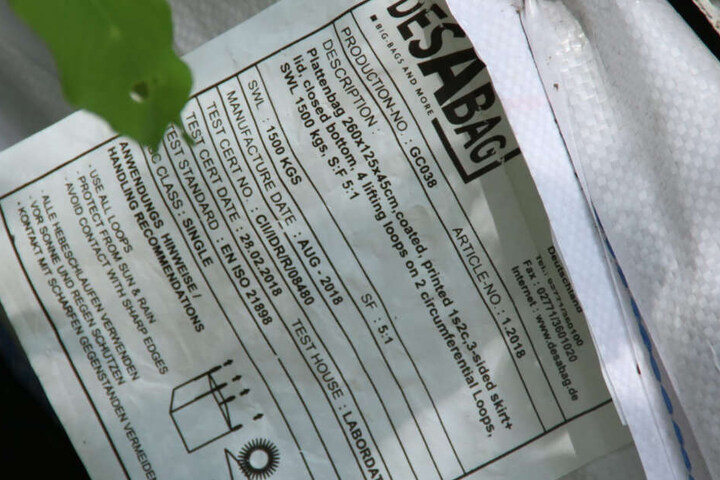 DESABAG
BIG.BAGS AND MORE
Deutschland
Fax.: 02711/3601020
Internet: www.desabag.de
PRODUCTION-NO.: GC038 ARTICLE-NO.: 1.2018
DESCRIPTION:
Plattenbag 260x125x45cm,coated, printed 1s2c,3-sided skirt+
lid, closed bottom, 4 lifting loops on 2 circumferential Loops,
SWL 1500 kgs, S.F 5:1
SWL: 1500 KGS SF: 5:1
MANUFACTURE DATE: AUG - 2018
TEST CERT NO.: CII/IDR/R/08480 TEST HOUSE: LABORDAT
TEST CERT DATE: 28.02.2018
TEST STANDARD: EN ISO 21898
CLASS: SINGLE
ANWENDUNGS HINWEISE /
HANDLING RECOMMENDATIONS
- USE ALL LOOPS
- PROTECT FROM SUN & RAIN
- AVOID CONTACT WITH SHARP EDGES
- ALLE HEBESCHLAUFEN VERWENDEN
- VOR SONNE UND REGEN SCHÜTZEN
- KONTAKT MIT SCHARFEN GEGENSTÄNDEN VERMEIDEN